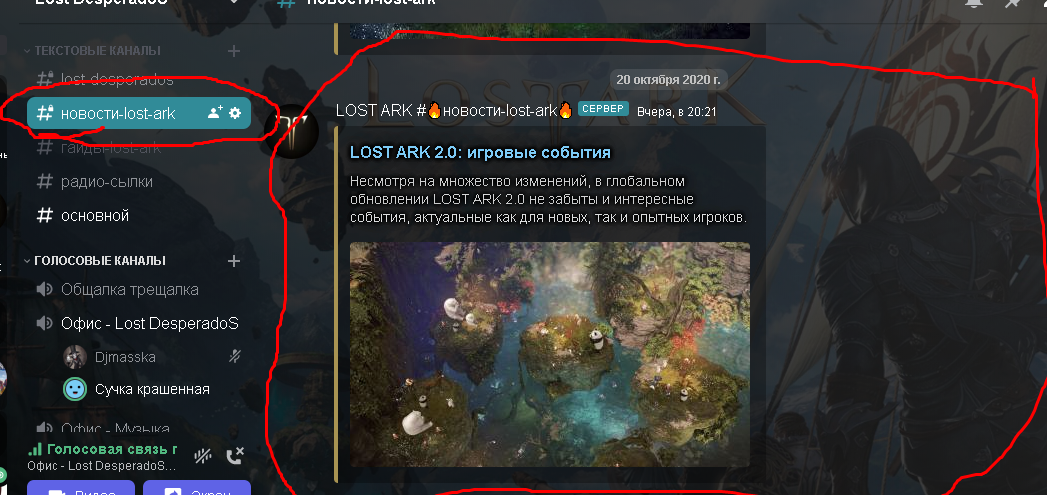 Lost DesperadoS
новости-lost-ark
ТЕКСТОВЫЕ КАНАЛЫ
lost desperados
новости-lost-ark
гайды-lost-ark
радио-сылки
основной
ГОЛОСОВЫЕ КАНАЛЫ
Общалка трещалка
Офис - Lost DesperadoS
Djmasska
Сучка крашенная
Офис - Музыка
Голосовая связь п
Офис - Lost DesperadoS...
Видео
Экран
LOST ARK
20 октября 2020 г.
LOST ARK #🔥новости-lost-ark🔥 СЕРВЕР Вчера, в 20:21
LOST ARK 2.0: игровые события
Несмотря на множество изменений, в глобальном
обновлении LOST ARK 2.0 не забыты и интересные
события, актуальные как для новых, так и опытных игроков.